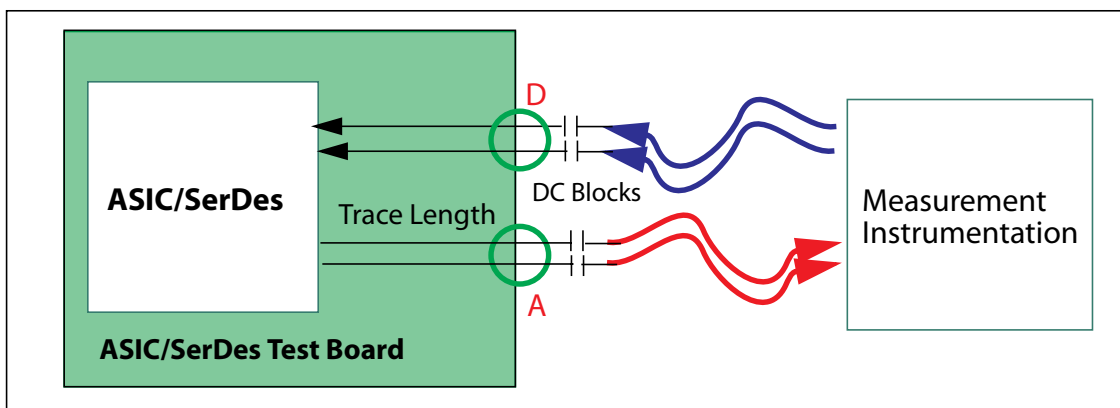 D
ASIC/SerDes
DC Blocks
Trace Length
Measurement
Instrumentation
A
ASIC/SerDes Test Board